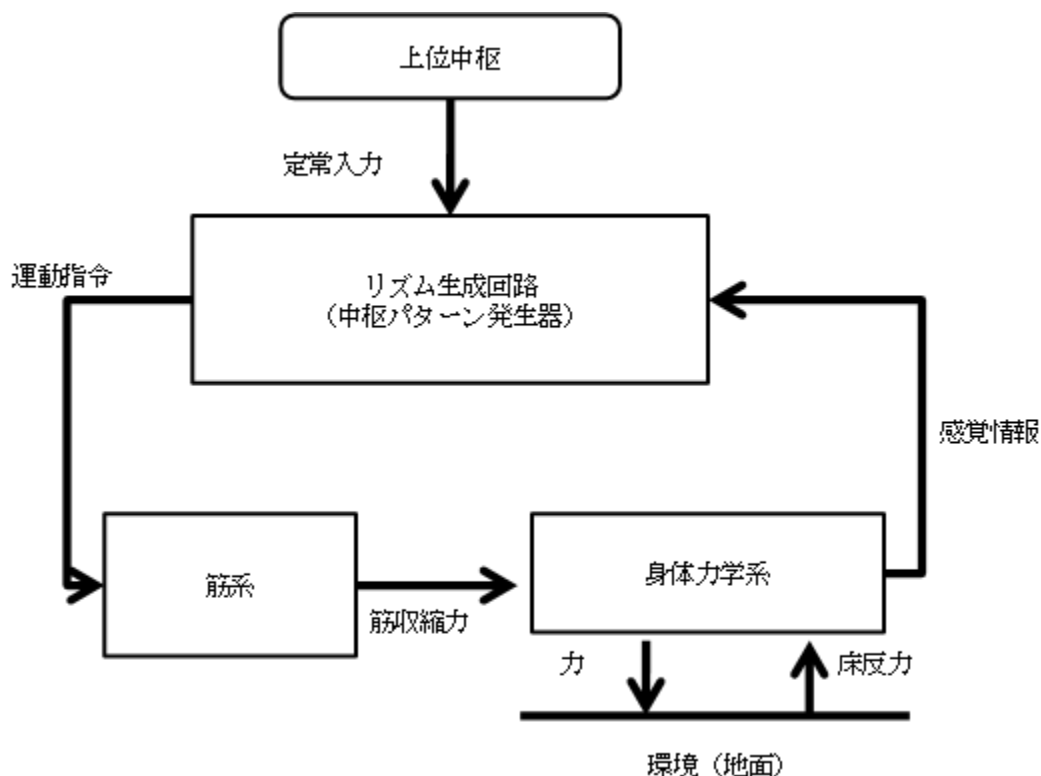 上位中枢
定常入力
運動指令
リズム生成回路
（中枢パターン発生器）
感覚情報
筋系
筋収縮力
身体力学系
力
床反力
環境（地面）